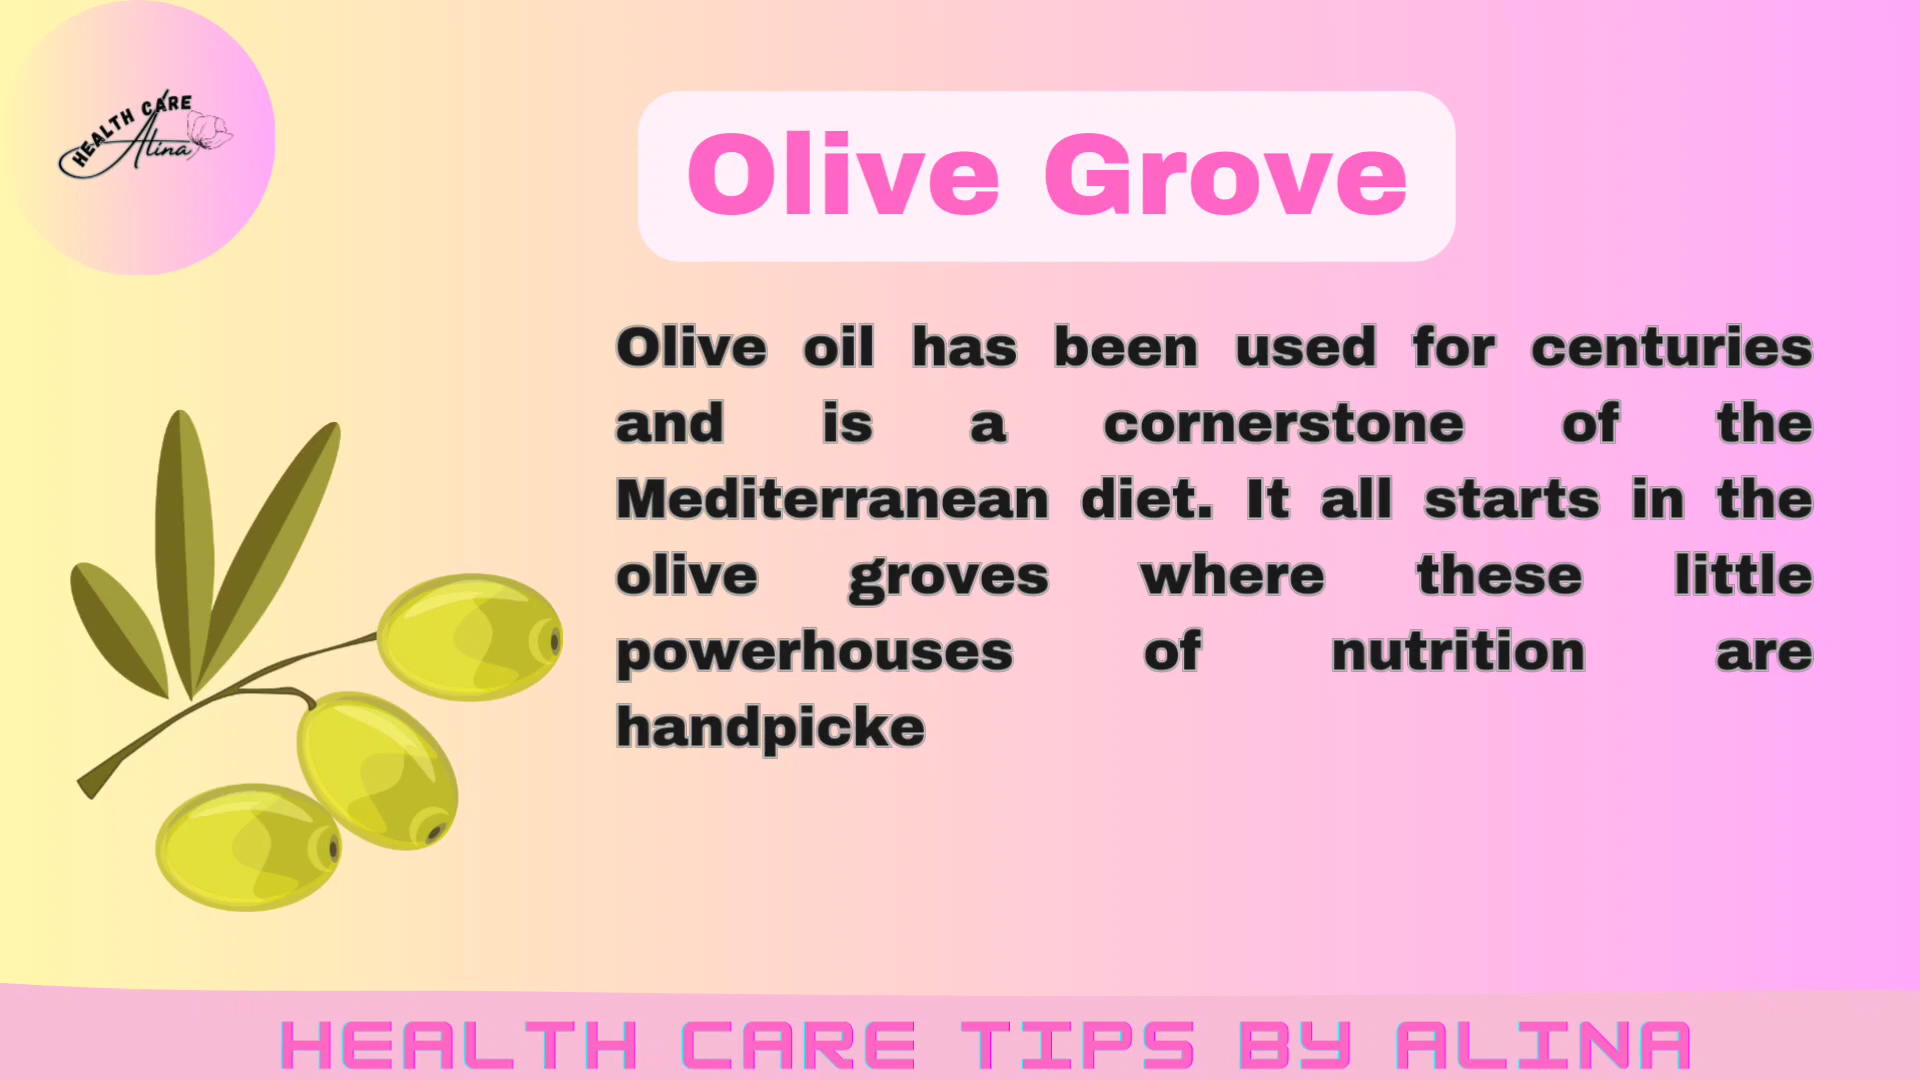 HEALTH CARE
Alina
Olive Grove
Olive oil has been used for centuries
and is a cornerstone of the
Mediterranean diet. It all starts in the
olive groves where these little
powerhouses of nutrition are
handpicke
HEALTH CARE TIPS BY ALINA